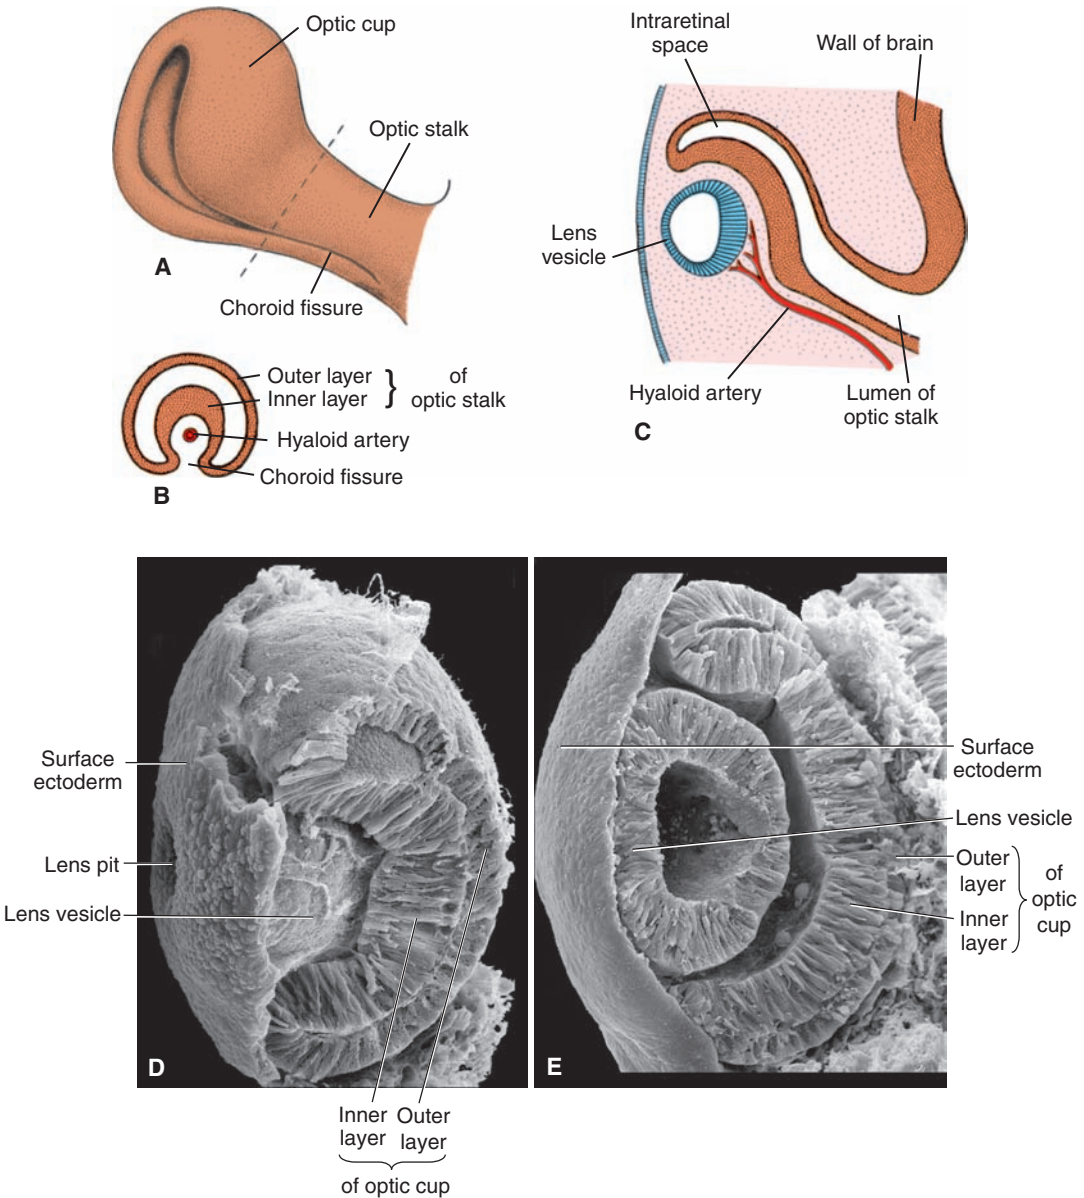 Optic cup
Optic stalk
A
Choroid fissure
Outer layer } of
Inner layer optic stalk
Hyaloid artery
Choroid fissure
B
Intraretinal
space
Wall of brain
Lens
vesicle
Hyaloid artery
Lumen of
optic stalk
C
Surface
ectoderm
Lens pit
Lens vesicle
D
Inner Outer
layer layer
of optic cup
E
Surface
ectoderm
Lens vesicle
Outer
layer
Inner
layer
of
optic
cup